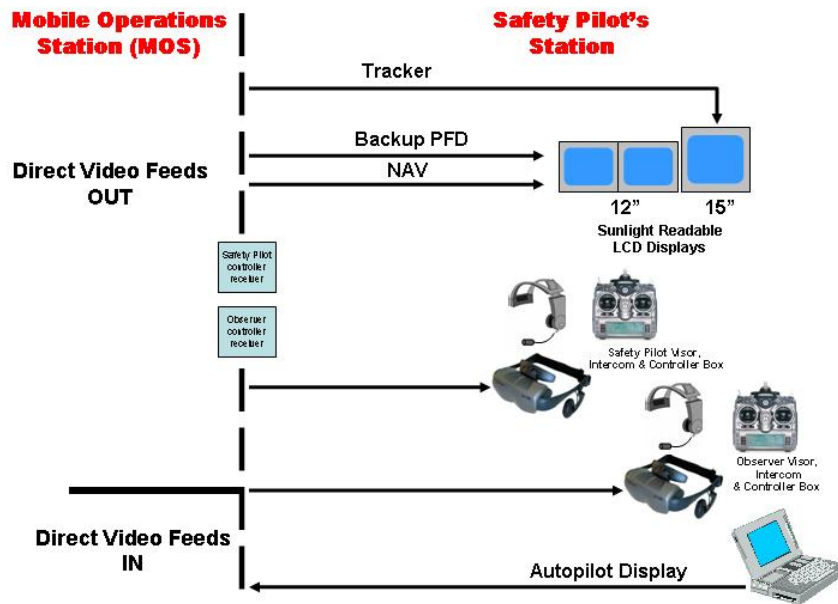 Mobile Operations
Station (MOS)
Safety Pilot's
Station
Tracker
Backup PFD
NAV
Direct Video Feeds
OUT
12”
15”
Sunlight Readable
LCD Displays
Safety Pilot
controller
receiver
Observer
controller
receiver
Safety Pilot Visor,
Intercom & Controller Box
Observer Visor,
Intercom
& Controller Box
Direct Video Feeds
IN
Autopilot Display